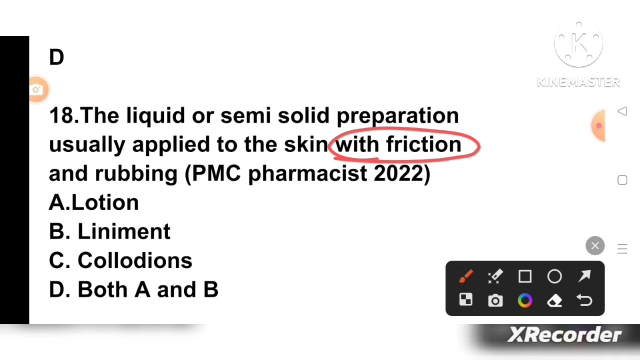 D
KINEMASTER
18.The liquid or semi solid preparation
usually applied to the skin with friction
and rubbing (PMC pharmacist 2022)
A.Lotion
B. Liniment
C. Collodions
D. Both A and B
XRecorder